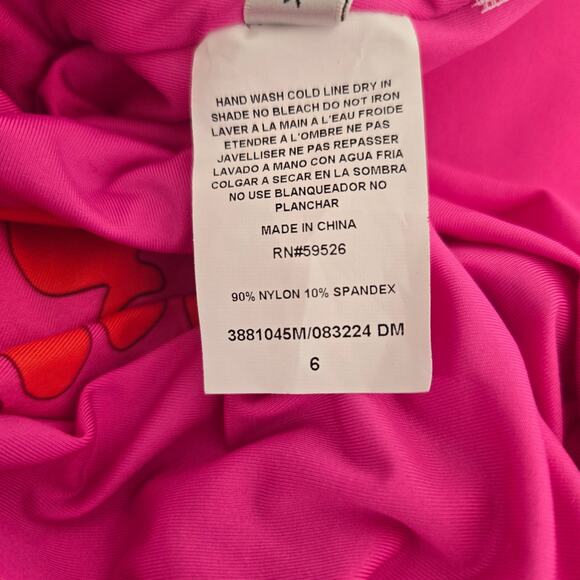 HAND WASH COLD LINE DRY IN
SHADE NO BLEACH DO NOT IRON
LAVER A LA MAIN A L'EAU FROIDE
ETENDRE A L'OMBRE NE PAS
JAVELLISER NE PAS REPASSER
LAVADO A MANO CON AGUA FRIA
COLGAR A SECAR EN LA SOMBRA
NO USE BLANQUEADOR NO
PLANCHAR
MADE IN CHINA
RN#59526
90% NYLON 10% SPANDEX
3881045M/083224 DM
6